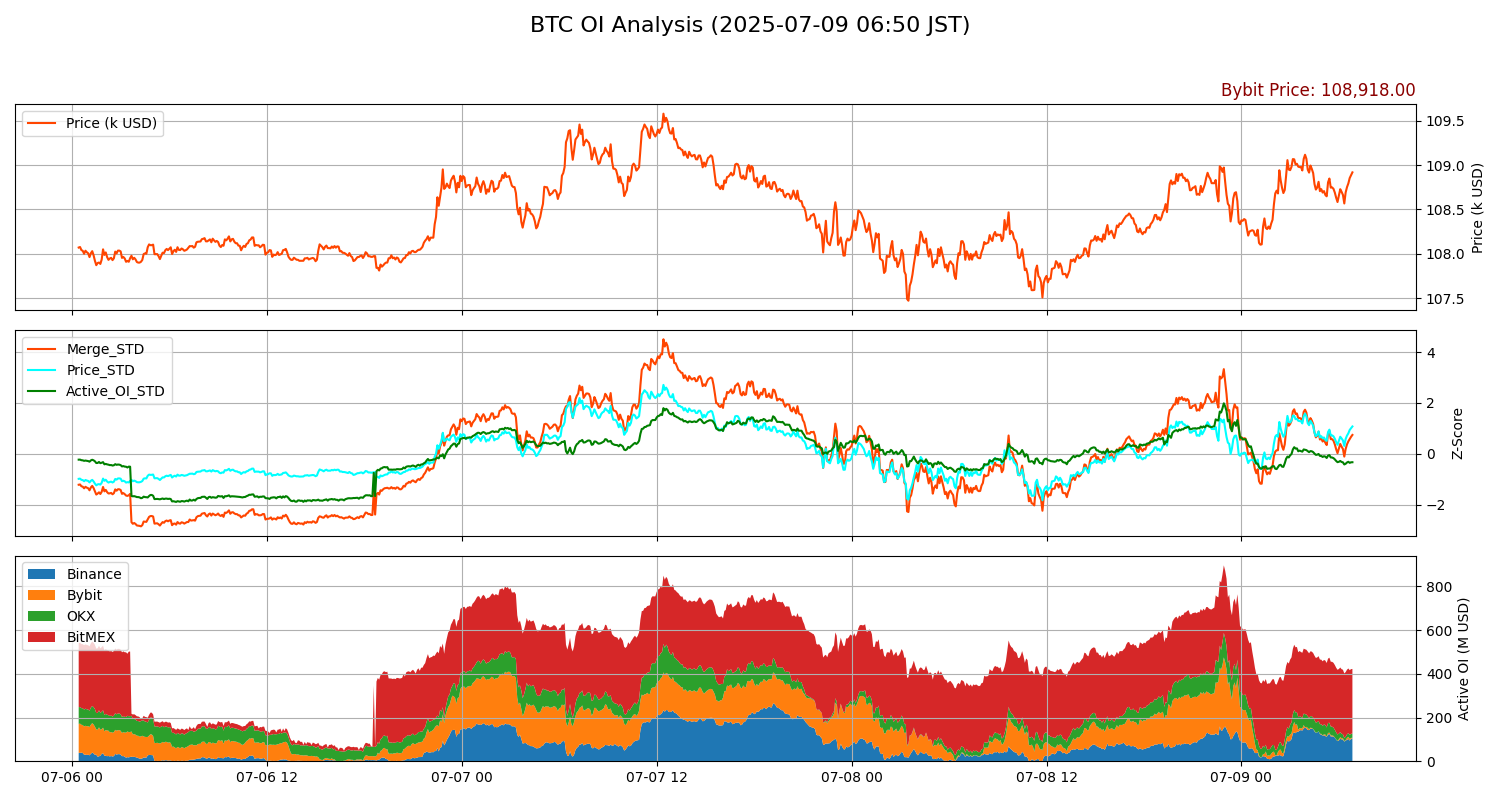 BTC OI Analysis (2025-07-09 06:50 JST)
Bybit Price: 108,918.00
Price (k USD)
109.5
109.0
108.5
108.0
107.5
Price (k USD)
Merge_STD
Price_STD
Active_OI_STD
4
2
0
−2
Z-Score
Binance
Bybit
OKX
BitMEX
800
600
400
200
0
Active OI (M USD)
07-06 00
07-06 12
07-07 00
07-07 12
07-08 00
07-08 12
07-09 00